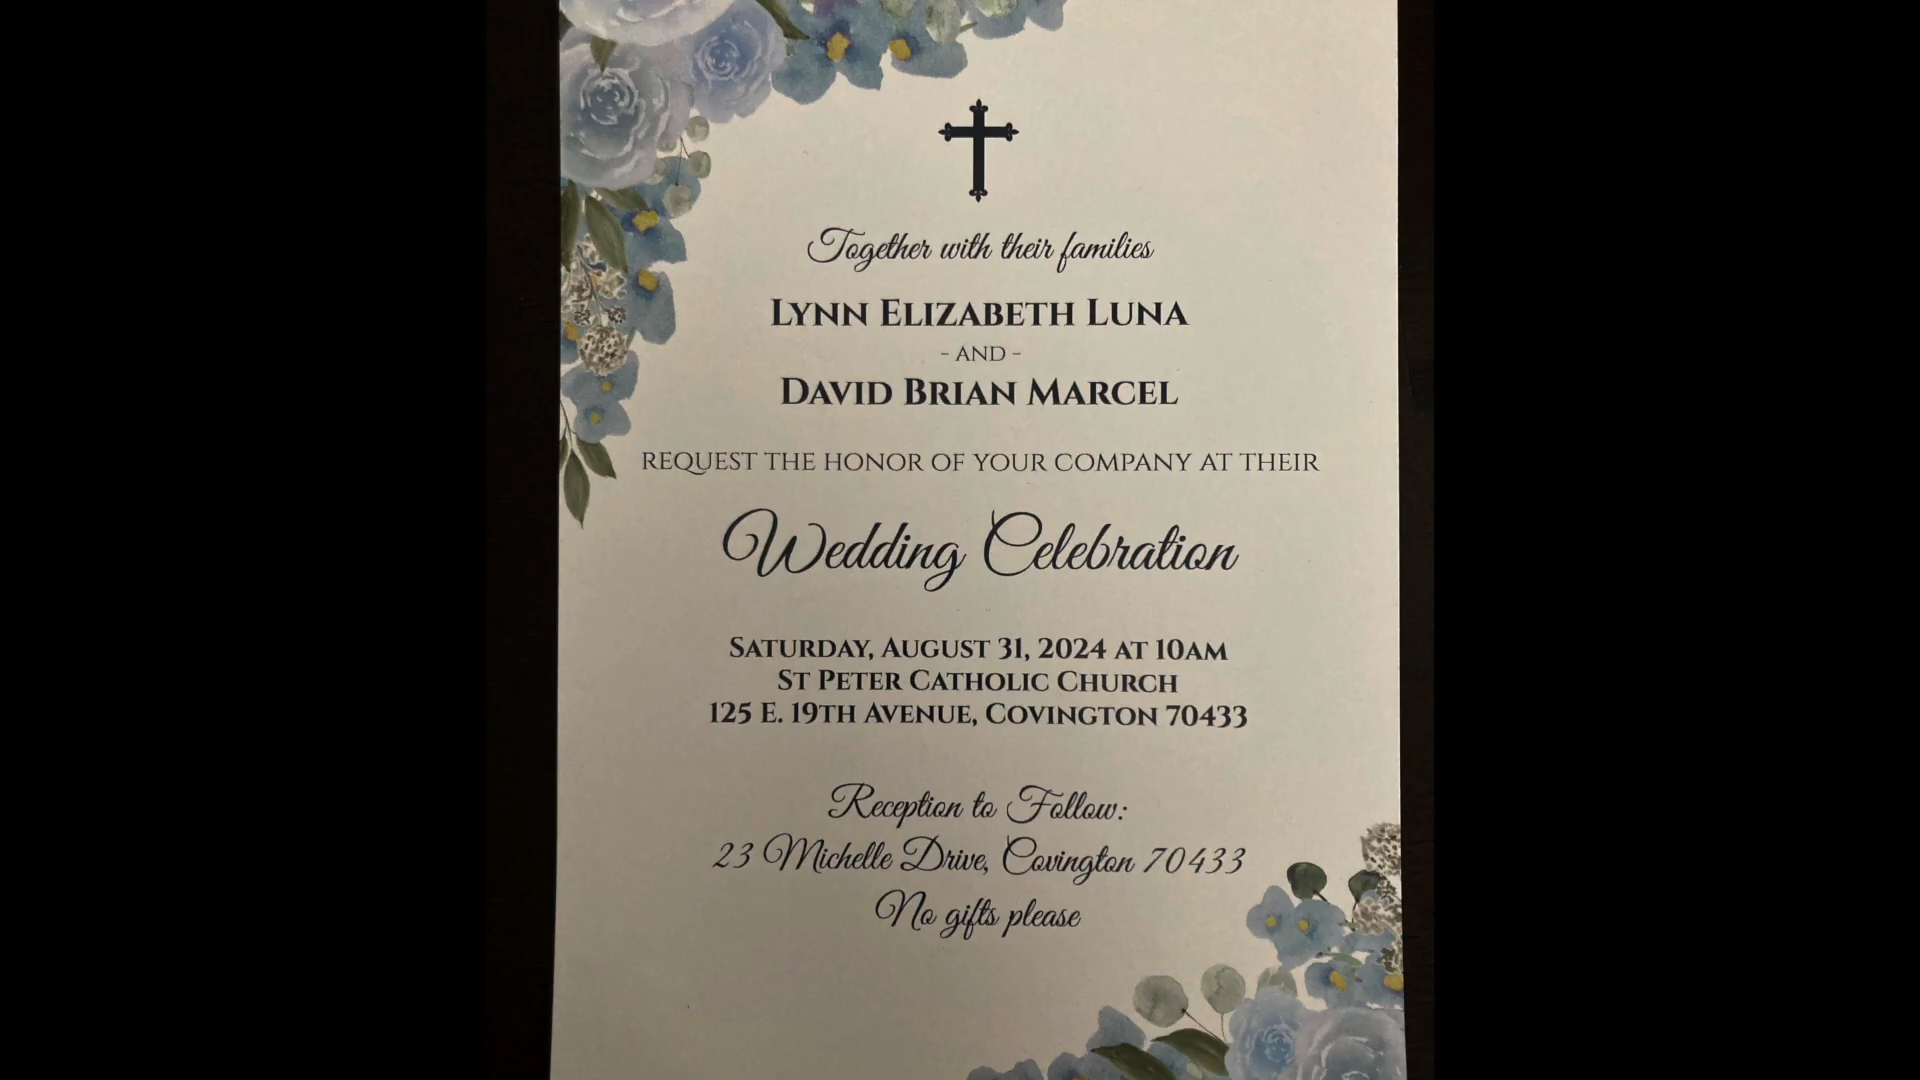 Together with their families
LYNN ELIZABETH LUNA
- AND -
DAVID BRIAN MARCEL
REQUEST THE HONOR OF YOUR COMPANY AT THEIR
Wedding Celebration
SATURDAY, AUGUST 31, 2024 AT 10AM
ST PETER CATHOLIC CHURCH
125 E. 19TH AVENUE, COVINGTON 70433
Reception to Follow:
23 Michelle Drive, Covington 70433
No gifts please